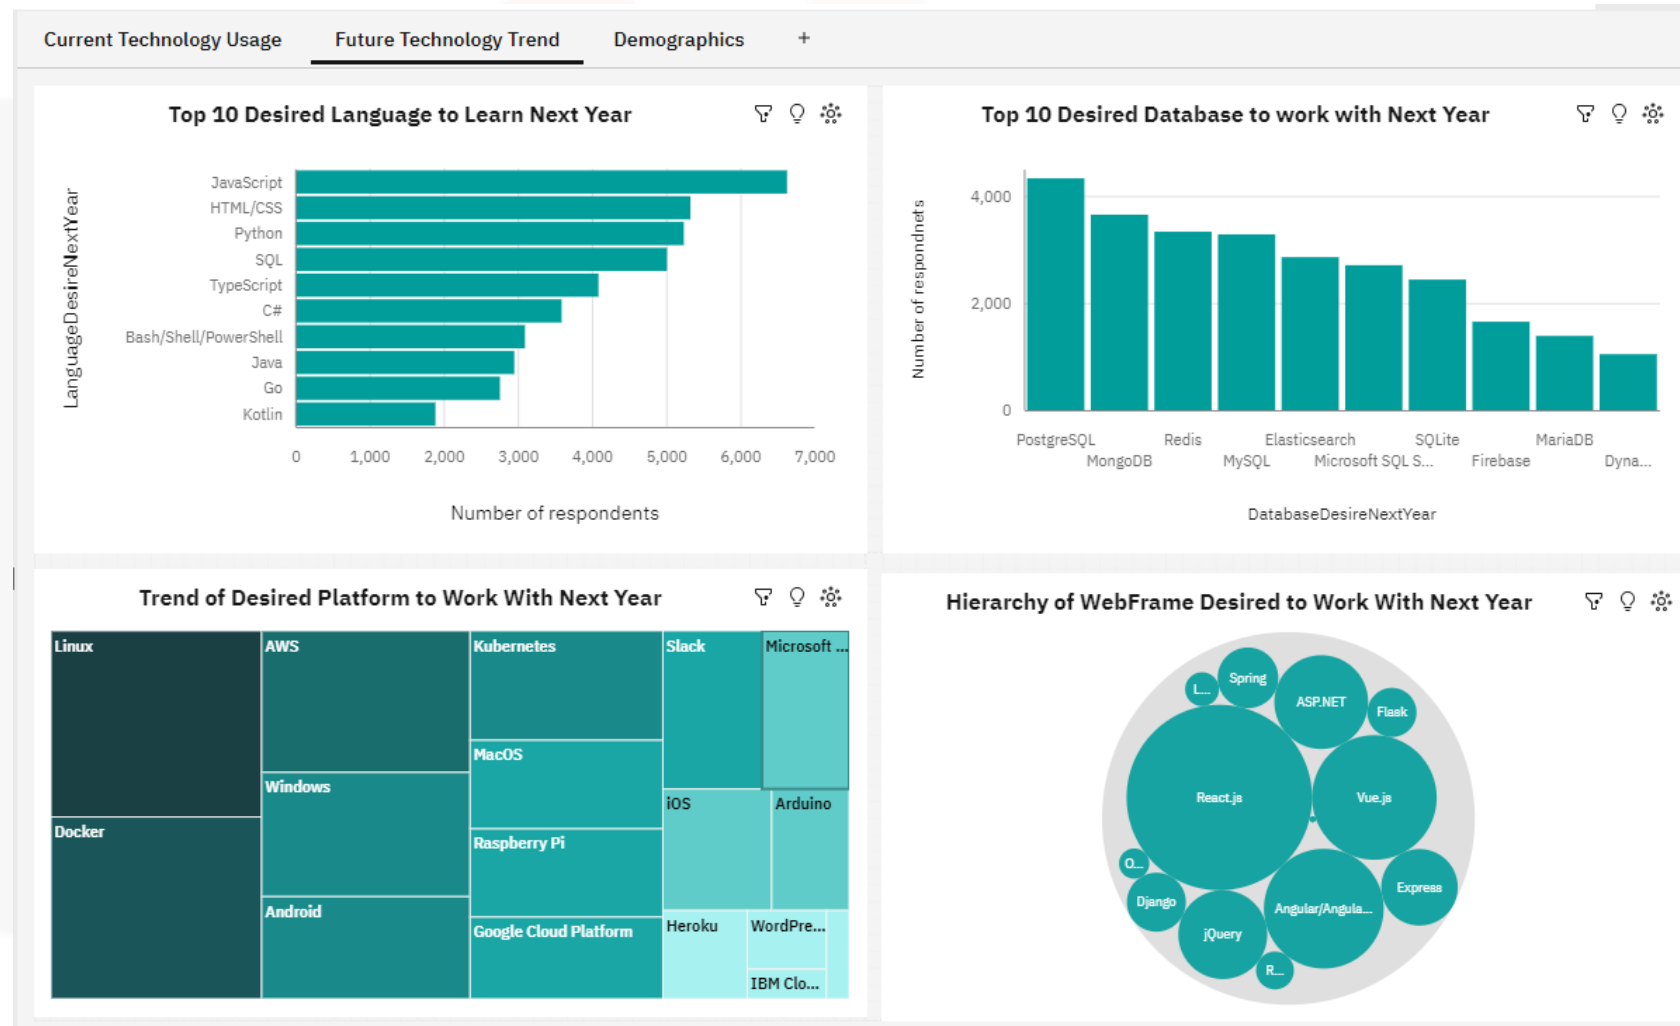 Current Technology Usage
Future Technology Trend
Demographics
+
Top 10 Desired Language to Learn Next Year
LanguageDesireNextYear
JavaScript
HTML/CSS
Python
SQL
TypeScript
C#
Bash/Shell/PowerShell
Java
Go
Kotlin
0 1,000 2,000 3,000 4,000 5,000 6,000 7,000
Number of respondents
Top 10 Desired Database to work with Next Year
Number of respondnets
4,000
2,000
0
PostgreSQL
MongoDB
Redis
MySQL
Elasticsearch
Microsoft SQL S...
SQLite
Firebase
MariaDB
Dyna...
DatabaseDesireNextYear
Trend of Desired Platform to Work With Next Year
Linux
Docker
AWS
Windows
Android
Kubernetes
MacOS
Raspberry Pi
Google Cloud Platform
Slack
Microsoft ...
iOS
Arduino
Heroku
WordPre...
IBM Clo...
Hierarchy of WebFrame Desired to Work With Next Year
L...
Spring
ASP.NET
Flask
React.js
Vue.js
O...
Django
Express
Angular/Angula...
jQuery
R...